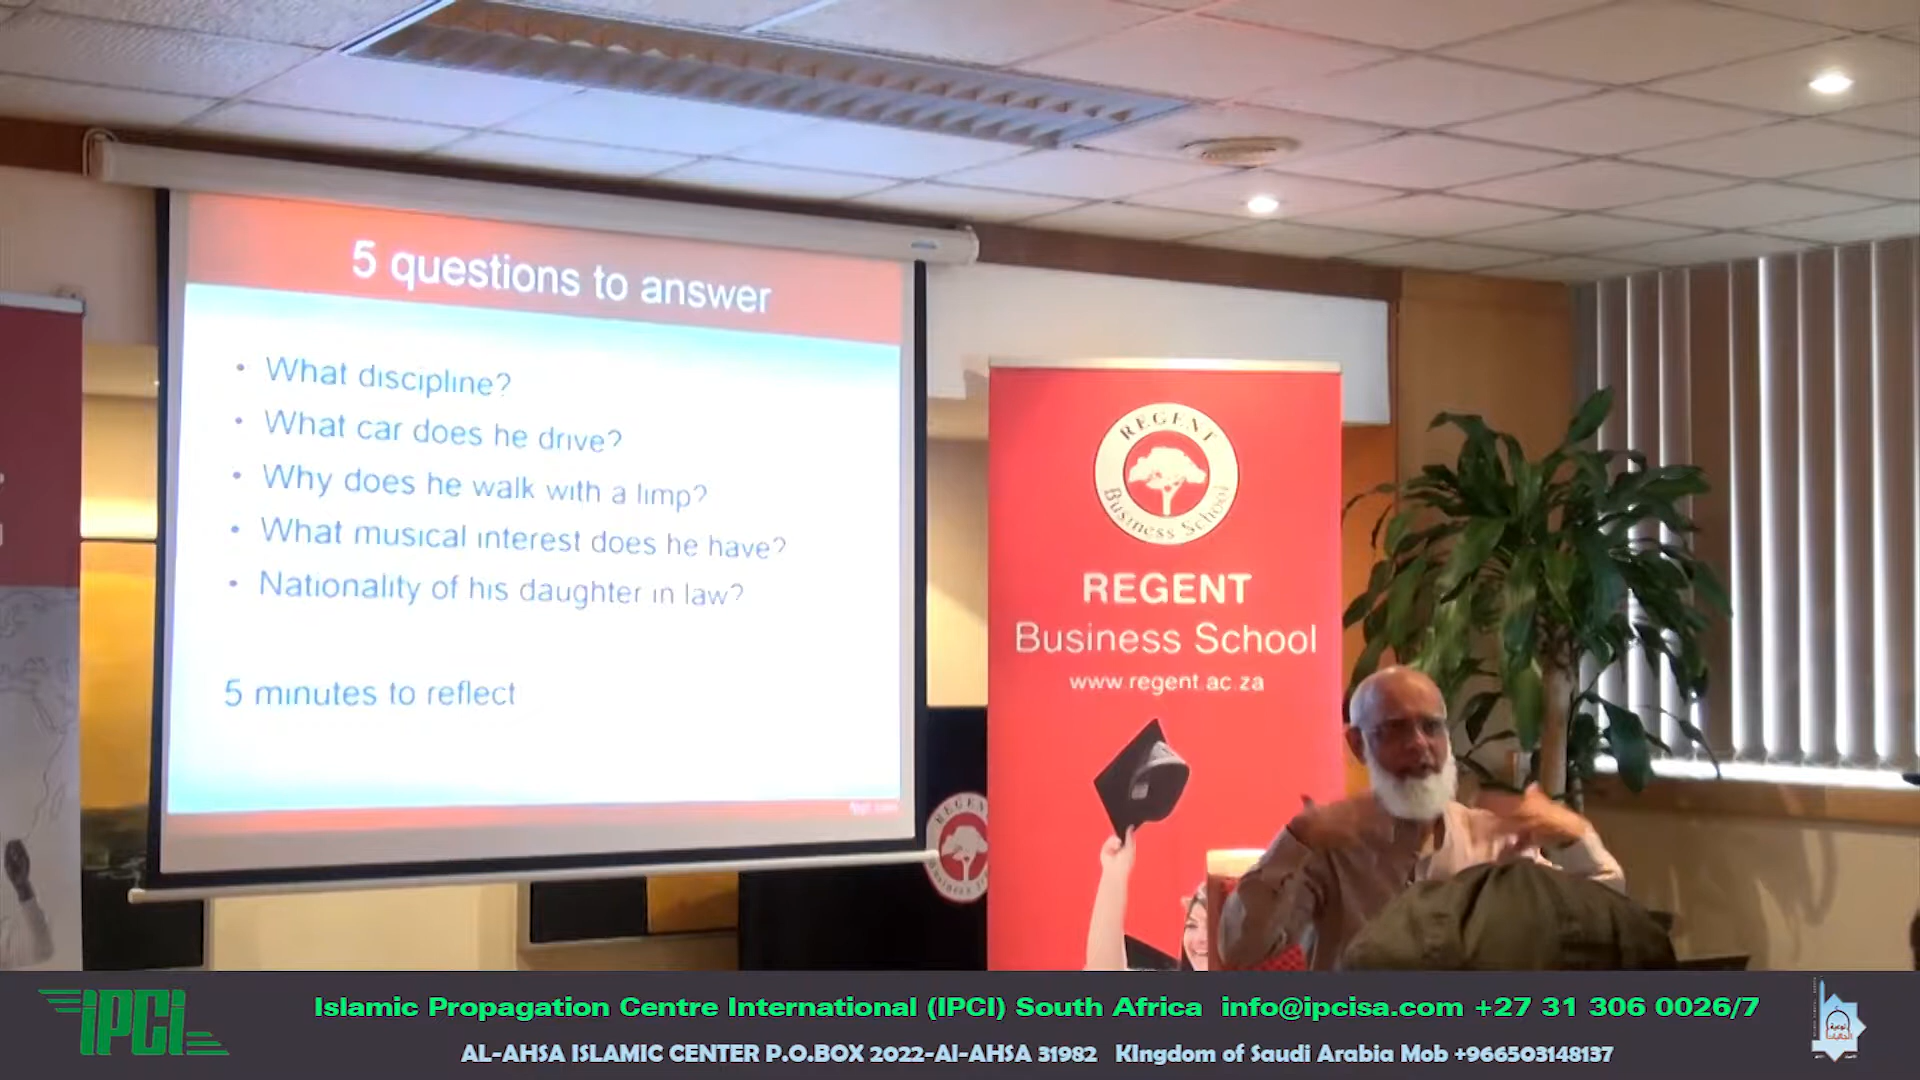 5 questions to answer
• What discipline?
• What car does he drive?
• Why does he walk with a limp?
• What musical interest does he have?
• Nationality of his daughter in law?
5 minutes to reflect
REGENT
Business School
REGENT
Business School
www.regent.ac.za
REGENT
Business
iPCi
Islamic Propagation Centre International (IPCI) South Africa info@ipcisa.com +27 31 306 0026/7
AL-AHSA ISLAMIC CENTER P.O.BOX 2022-Al-AHSA 31982 KIngdom of Saudi Arabia Mob +966503148137